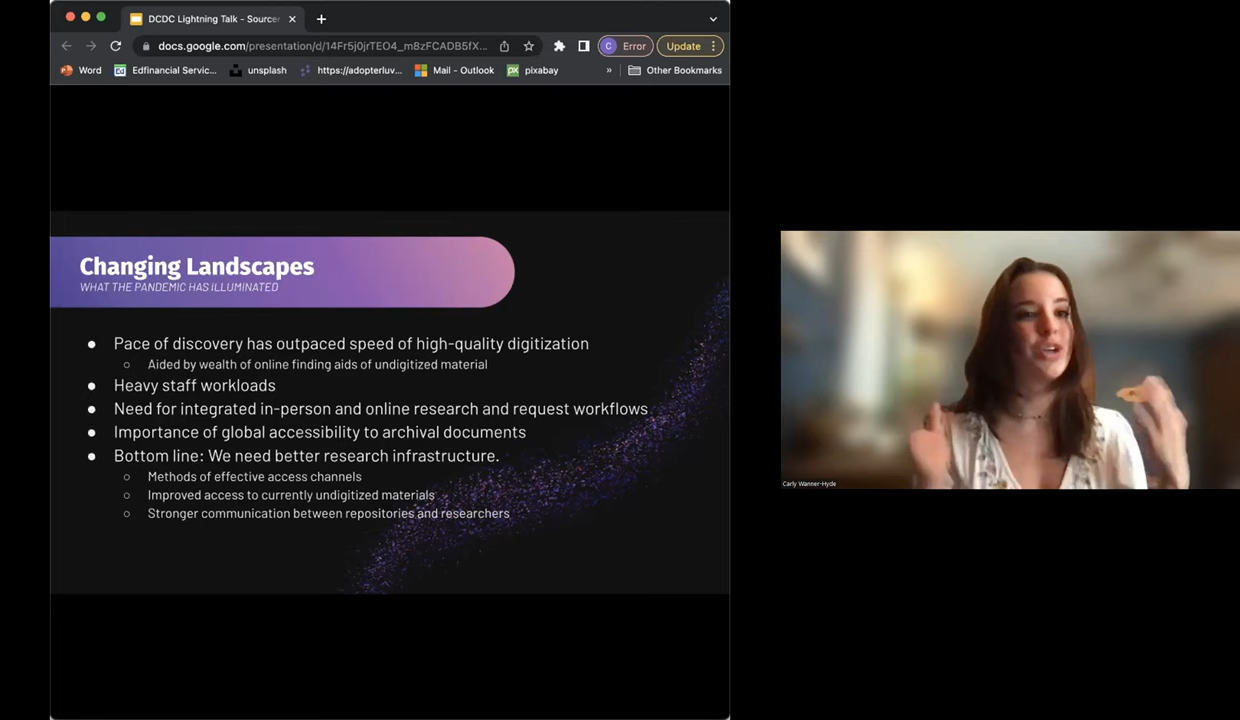 DCDC Lightning Talk - Source
docs.google.com/presentation/d/14Fr5j0jrTEO4_m8zFCADB5fX...
C Error
Update
Word
Edfinancial Servic...
unsplash
https://adopterluv...
Mail - Outlook
px pixabay
»
Other Bookmarks
Changing Landscapes
WHAT THE PANDEMIC HAS ILLUMINATED
Pace of discovery has outpaced speed of high-quality digitization
Aided by wealth of online finding aids of undigitized material
Heavy staff workloads
Need for integrated in-person and online research and request workflows
Importance of global accessibility to archival documents
Bottom line: We need better research infrastructure.
Methods of effective access channels
Improved access to currently undigitized materials
Stronger communication between repositories and researchers
Carly Wanner-Hyde